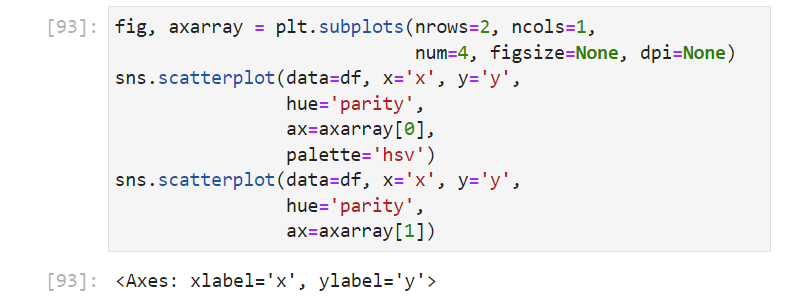 [93]: fig, axarray = plt.subplots(nrows=2, ncols=1,
num=4, figsize=None, dpi=None)
sns.scatterplot(data=df, x='x', y='y',
hue='parity',
ax=axarray[0],
palette='hsv')
sns.scatterplot(data=df, x='x', y='y',
hue='parity',
ax=axarray[1])
[93]: <Axes: xlabel='x', ylabel='y'>